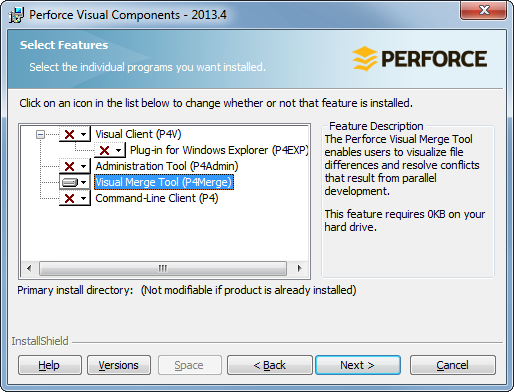 Perforce Visual Components - 2013.4
Select Features
Select the individual programs you want installed.
PERFORCE
Click on an icon in the list below to change whether or not that feature is installed.
Visual Client (P4V)
Plug-in for Windows Explorer (P4EXP)
Administration Tool (P4Admin)
Visual Merge Tool (P4Merge)
Command-Line Client (P4)
Feature Description
The Perforce Visual Merge Tool
enables users to visualize file
differences and resolve conflicts
that result from parallel
development.
This feature requires 0KB on your
hard drive.
Primary install directory: (Not modifiable if product is already installed)
InstallShield
Help
Versions
Space
< Back
Next >
Cancel